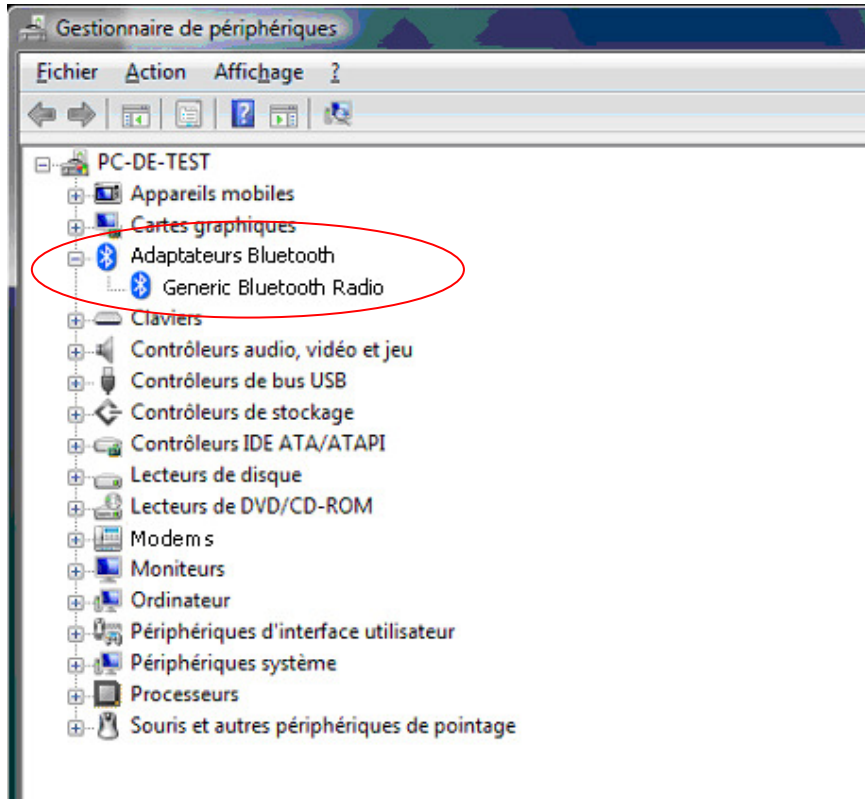 Gestionnaire de périphériques
Fichier Action Affichage ?
PC-DE-TEST
Appareils mobiles
Cartes graphiques
Adaptateurs Bluetooth
Generic Bluetooth Radio
Claviers
Contrôleurs audio, vidéo et jeu
Contrôleurs de bus USB
Contrôleurs de stockage
Contrôleurs IDE ATA/ATAPI
Lecteurs de disque
Lecteurs de DVD/CD-ROM
Modems
Moniteurs
Ordinateur
Périphériques d'interface utilisateur
Périphériques système
Processeurs
Souris et autres périphériques de pointage